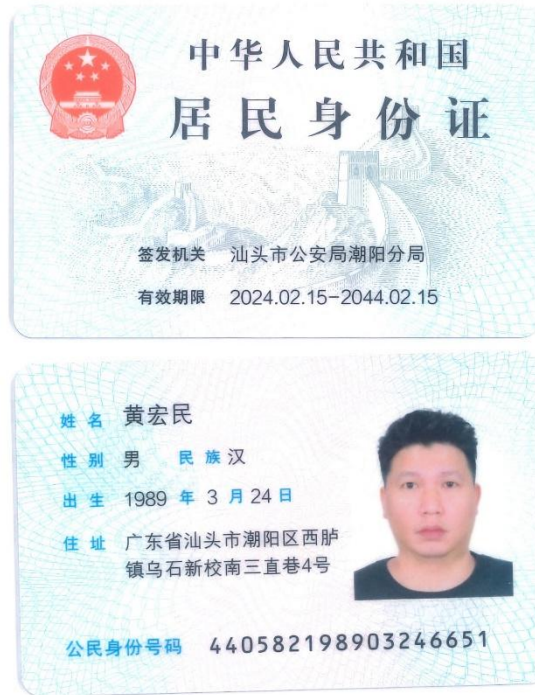 中华人民共和国
居民身份证
签发机关 汕头市公安局潮阳分局
有效期限 2024.02.15-2044.02.15
姓名 黄宏民
性别 男 民族 汉
出生 1989 年 3 月 24 日
住址 广东省汕头市潮阳区西胪
镇乌石新校南三直巷4号
公民身份号码 440582198903246651